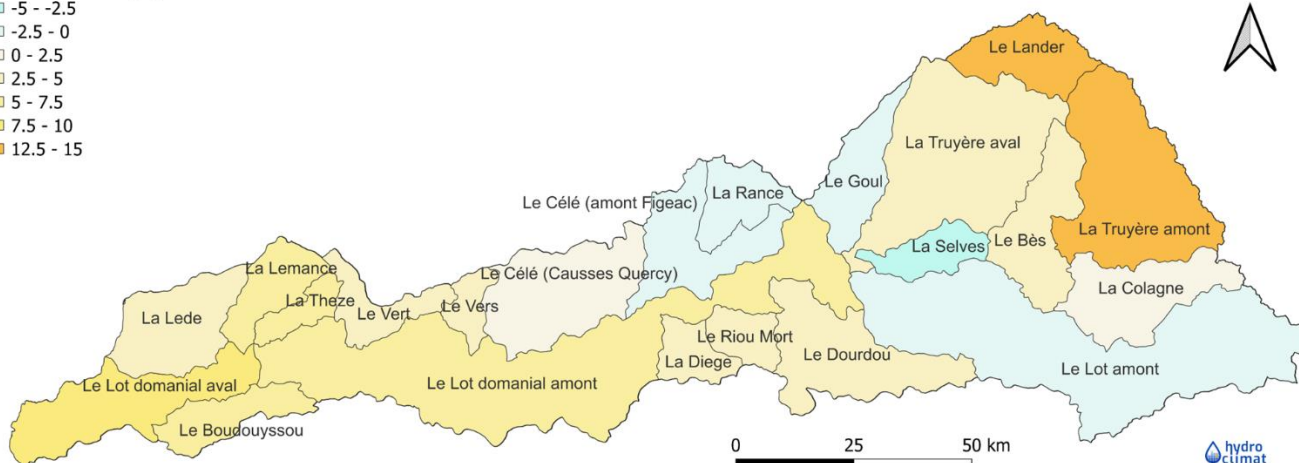 -5 - -2.5
-2.5 - 0
0 - 2.5
2.5 - 5
5 - 7.5
7.5 - 10
12.5 - 15
Le Lander
La Truyère aval
Le Goul
La Rance
Le Célé (amont Figeac)
La Truyère amont
La Selves
Le Bès
La Lemance
Le Célé (Causses Quercy)
La Colagne
La Theze
Le Vers
La Lede
Le Vert
Le Riou Mort
Le Dourdou
La Diege
Le Lot amont
Le Lot domanial aval
Le Lot domanial amont
Le Boudouyssou
0 25 50 km
hydro
climat